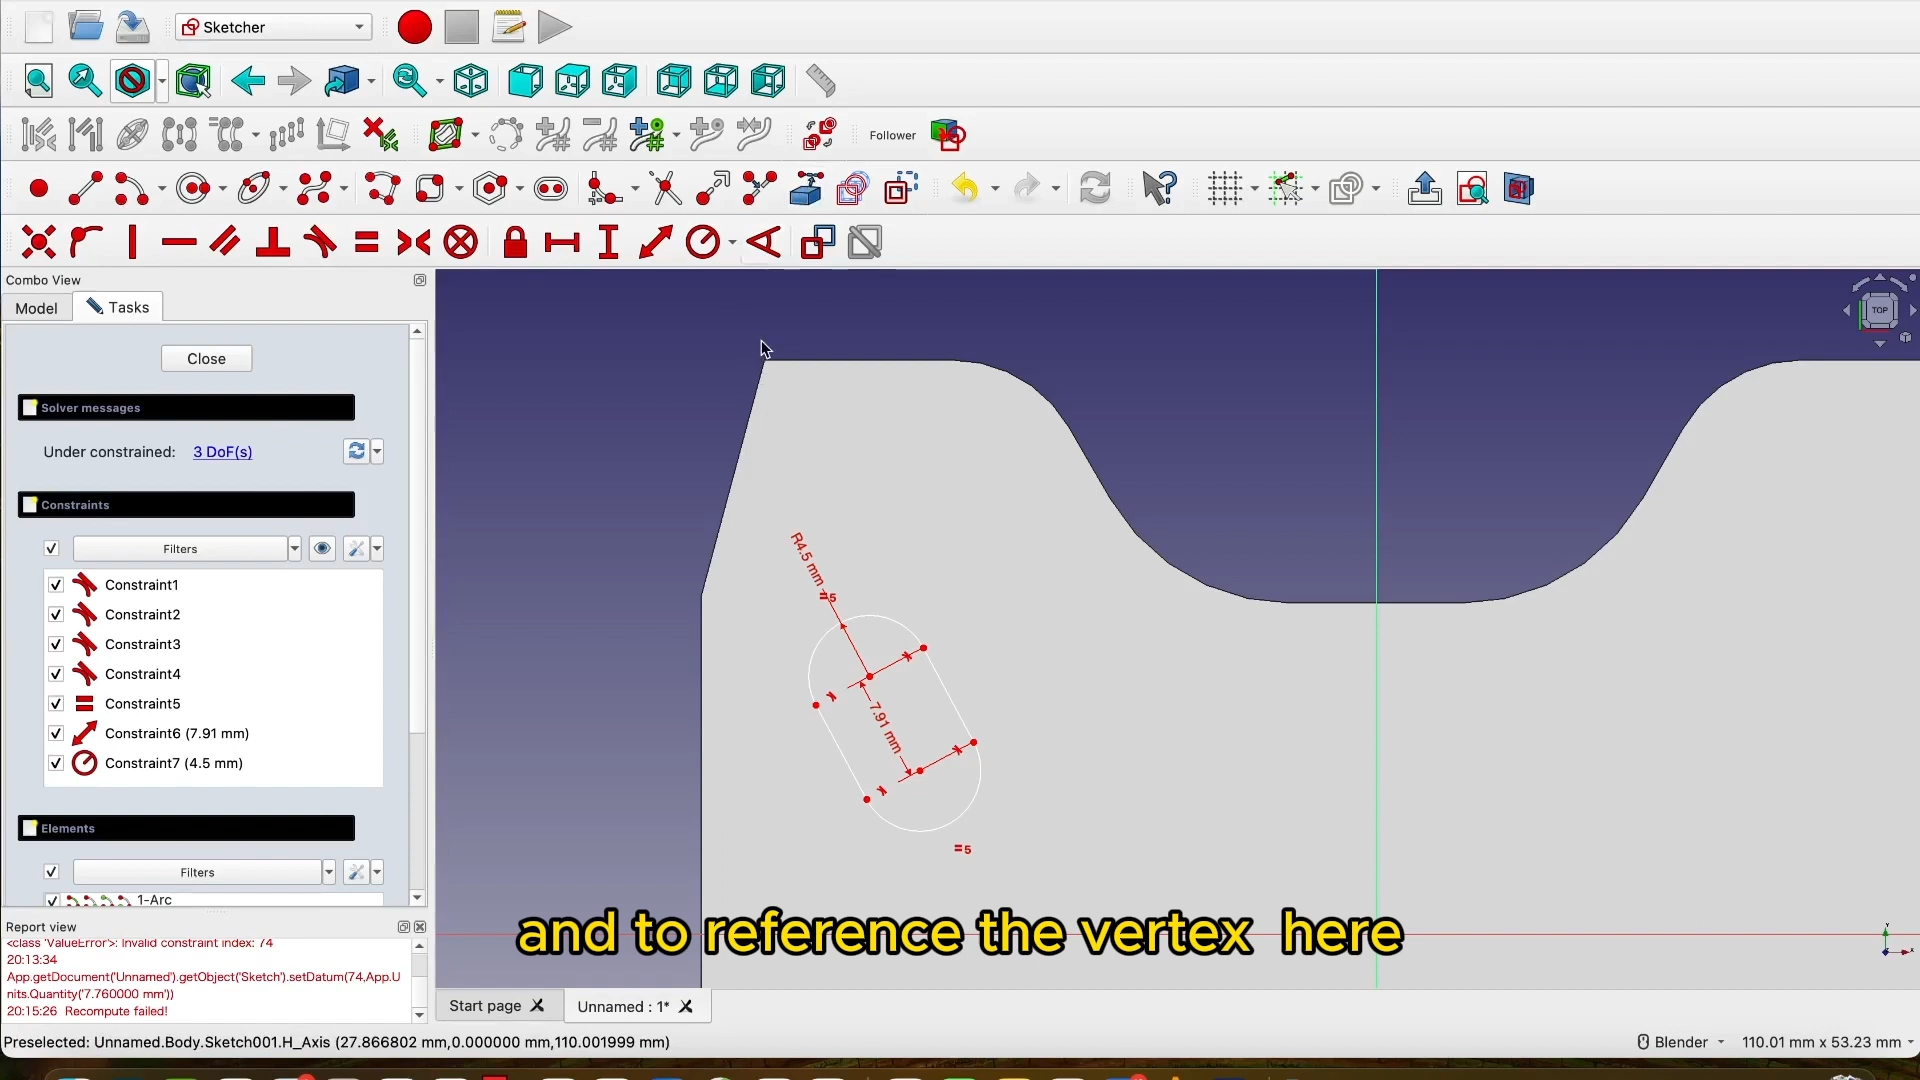 Sketcher
Follower
Combo View
Model
Tasks
TOP
Close
Solver messages
Under constrained: 3 DoF(s)
Constraints
Filters
Constraint1
Constraint2
Constraint3
Constraint4
Constraint5
Constraint6 (7.91 mm)
Constraint7 (4.5 mm)
Elements
Filters
1-Arc
R4.5 mm
=5
7.91 mm
=5
and to reference the vertex here
Report view
<class 'ValueError'>: Invalid constraint index: 74
20:13:34
App.getDocument('Unnamed').getObject('Sketch').setDatum(74,App.U
nits.Quantity('7.760000 mm'))
20:15:26 Recompute failed!
Start page
Unnamed : 1*
Preselected: Unnamed.Body.Sketch001.H_Axis (27.866802 mm,0.000000 mm,110.001999 mm)
Blender
110.01 mm x 53.23 mm